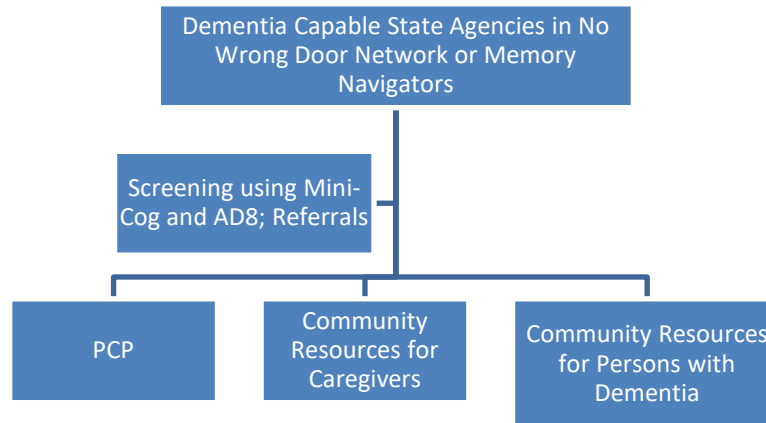 Dementia Capable State Agencies in No
Wrong Door Network or Memory
Navigators
Screening using Mini-
Cog and AD8; Referrals
PCP
Community
Resources for
Caregivers
Community Resources
for Persons with
Dementia